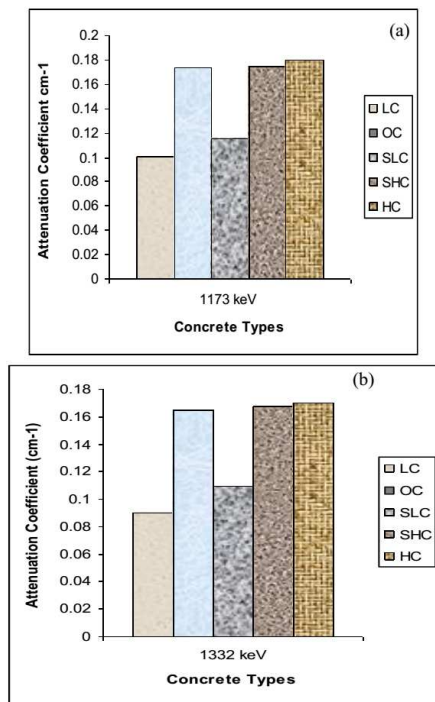 (a)
Attenuation Coefficient cm-1
0.2
0.18
0.16
0.14
0.12
0.1
0.08
0.06
0.04
0.02
0
1173 keV
Concrete Types
LC
OC
SLC
SHC
HC
(b)
Attenuation Coefficient (cm-1)
0.18
0.16
0.14
0.12
0.1
0.08
0.06
0.04
0.02
0
1332 keV
Concrete Types
LC
OC
SLC
SHC
HC